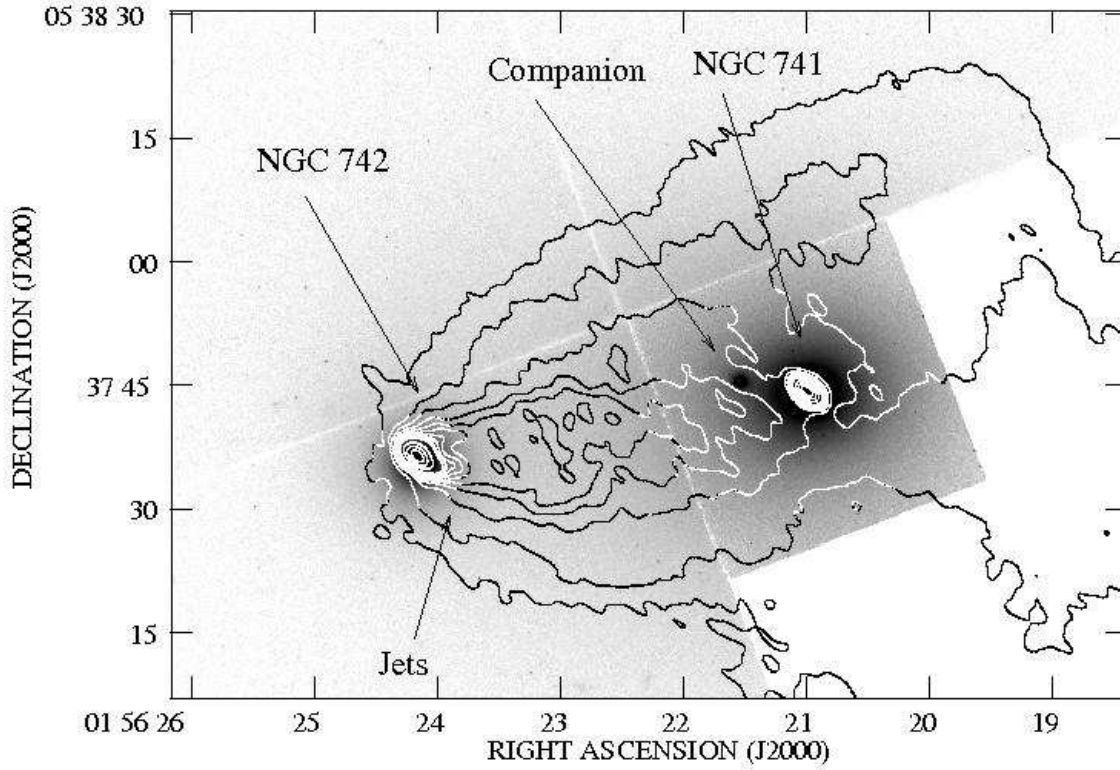 05 38 30
Companion
NGC 741
15
NGC 742
00
DECLINATION (J2000)
37 45
30
15
Jets
01 56 26
25
24
23
22
21
20
19
RIGHT ASCENSION (J2000)